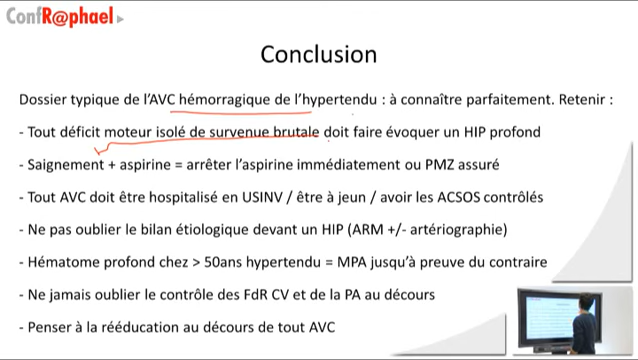 ConfR@phael
Conclusion
Dossier typique de l'AVC hémorragique de l'hypertendu : à connaître parfaitement. Retenir :
- Tout déficit moteur isolé de survenue brutale doit faire évoquer un HIP profond
- Saignement + aspirine = arrêter l'aspirine immédiatement ou PMZ assuré
- Tout AVC doit être hospitalisé en USINV / être à jeun / avoir les ACSOS contrôlés
- Ne pas oublier le bilan étiologique devant un HIP (ARM +/- artériographie)
- Hématome profond chez > 50ans hypertendu = MPA jusqu'à preuve du contraire
- Ne jamais oublier le contrôle des FdR CV et de la PA au décours
- Penser à la rééducation au décours de tout AVC